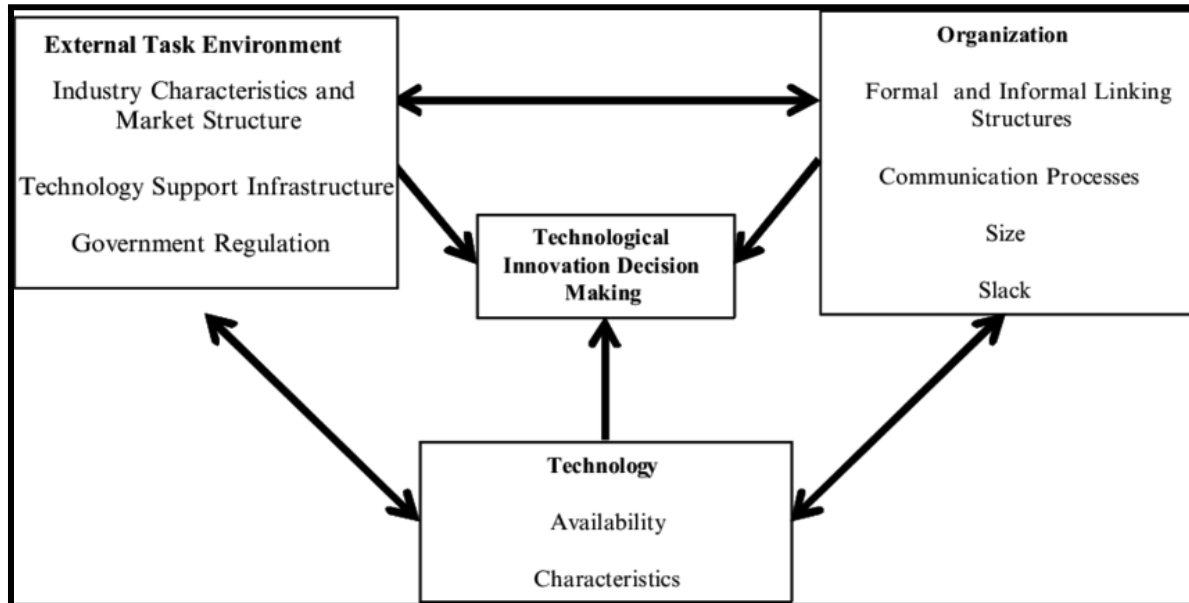 External Task Environment
Industry Characteristics and
Market Structure
Technology Support Infrastructure
Government Regulation
Organization
Formal and Informal Linking
Structures
Communication Processes
Size
Slack
Technological
Innovation Decision
Making
Technology
Availability
Characteristics